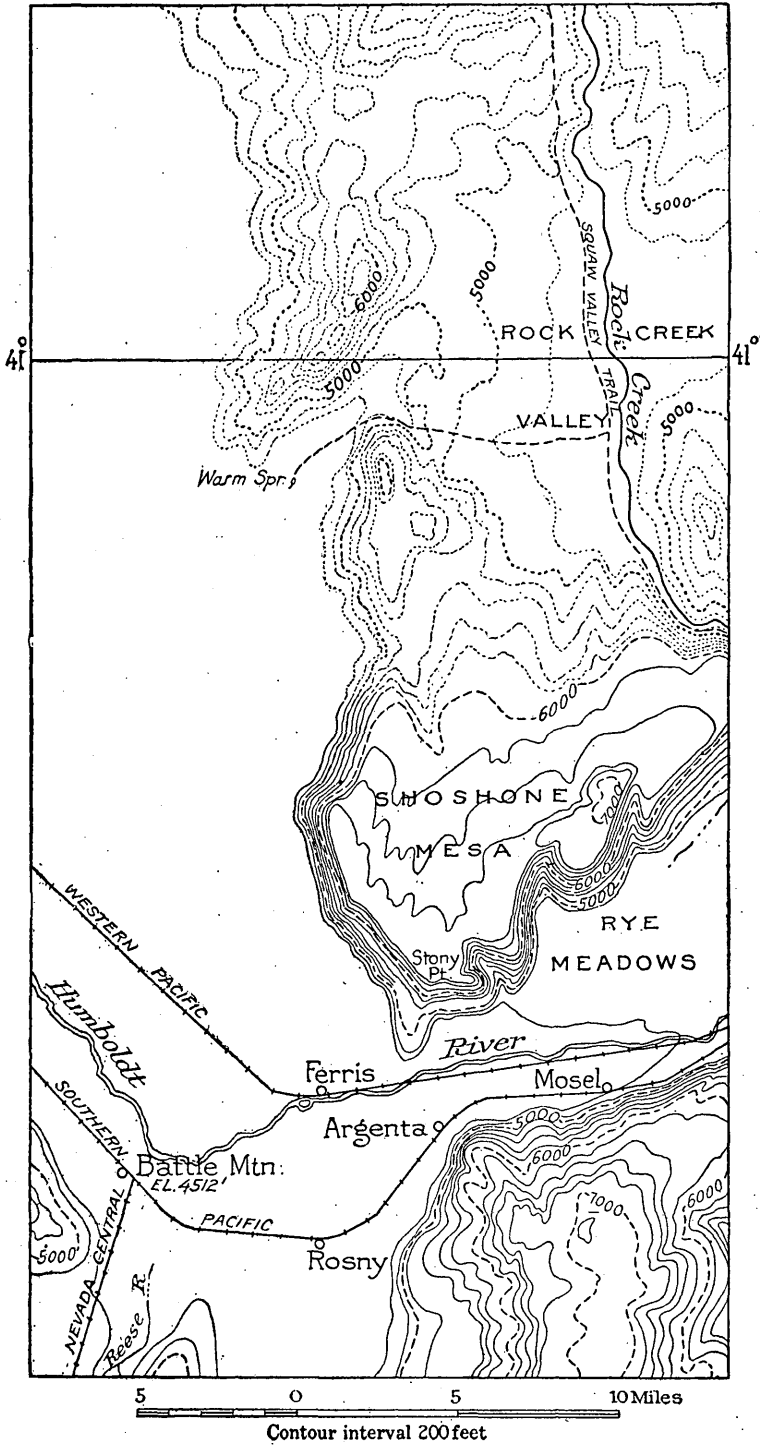 5000
5000
6000
SQUAW VALLEY TRAIL
Rock Creek
ROCK CREEK
VALLEY
41°
41°
5000
5000
Warm Spr.
6000
SHOSHONE
MESA
7000
6000
5000
RYE
MEADOWS
Stony
Pt.
WESTERN PACIFIC
Humboldt River
Ferris
Mosel
Argenta
5000
6000
SOUTHERN PACIFIC
Battle Mtn.
EL. 4512'
7000
6000
Rosny
5000
NEVADA CENTRAL
Reese R.
5 0 5 10 Miles
Contour interval 200 feet